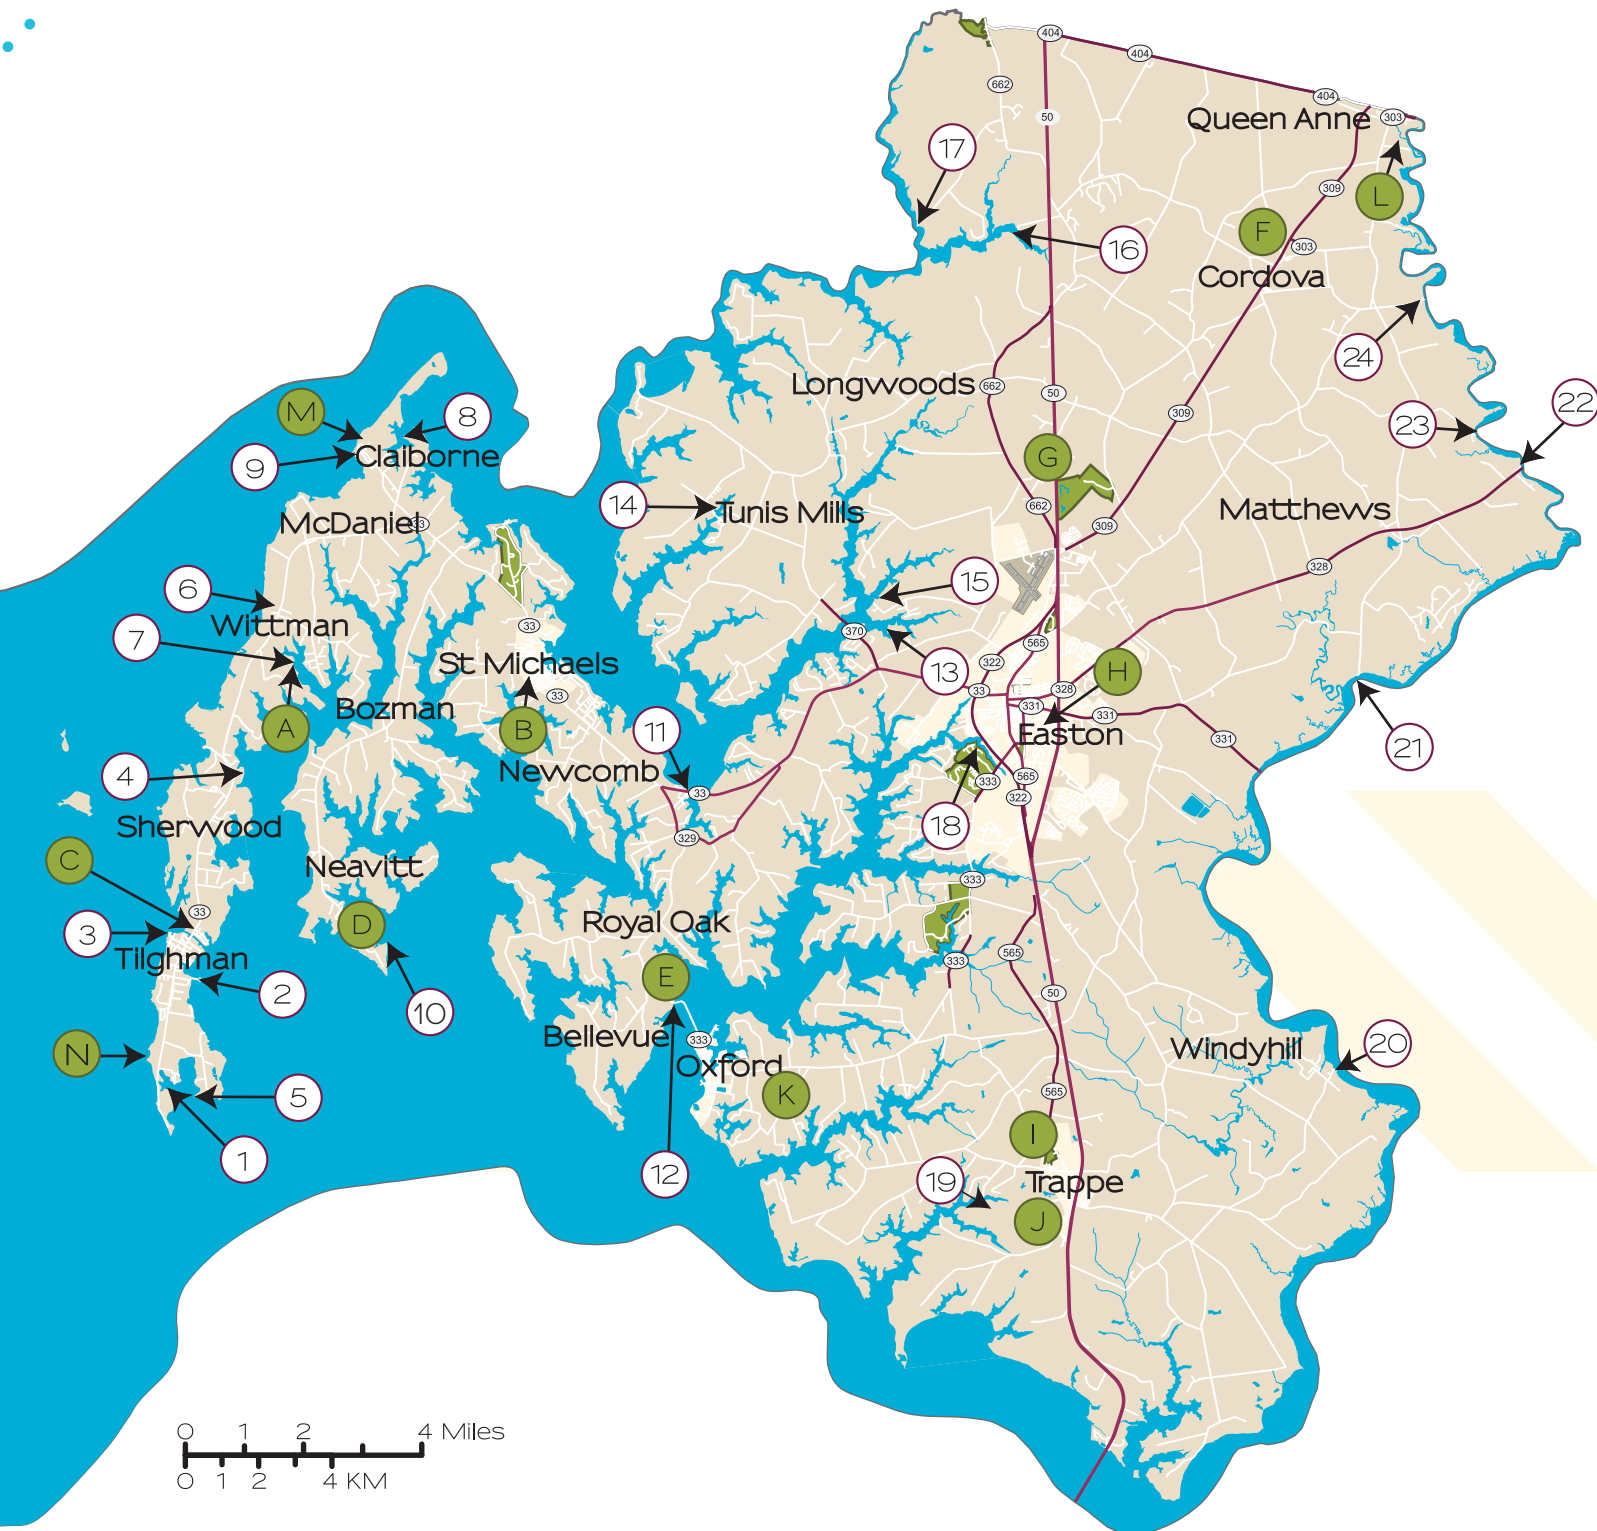 404
404
662
404
50
Queen Anne
303
17
309
L
F
303
16
Cordova
24
Longwoods
662
50
22
M
8
309
23
G
9
Claiborne
14
Tunis Mills
662
Matthews
McDaniel
33
309
328
15
6
Wittman
33
370
7
565
St Michaels
322
13
H
33
328
33
A
Bozman
B
11
331
331
Easton
331
21
4
Newcomb
18
333
565
33
322
Sherwood
329
C
Neavitt
333
33
Royal Oak
D
3
Tilghman
565
333
E
2
10
50
Bellevue
333
Windyhill
20
N
Oxford
5
K
565
I
1
12
19
Trappe
J
0 1 2 4 Miles
0 1 2 4 KM